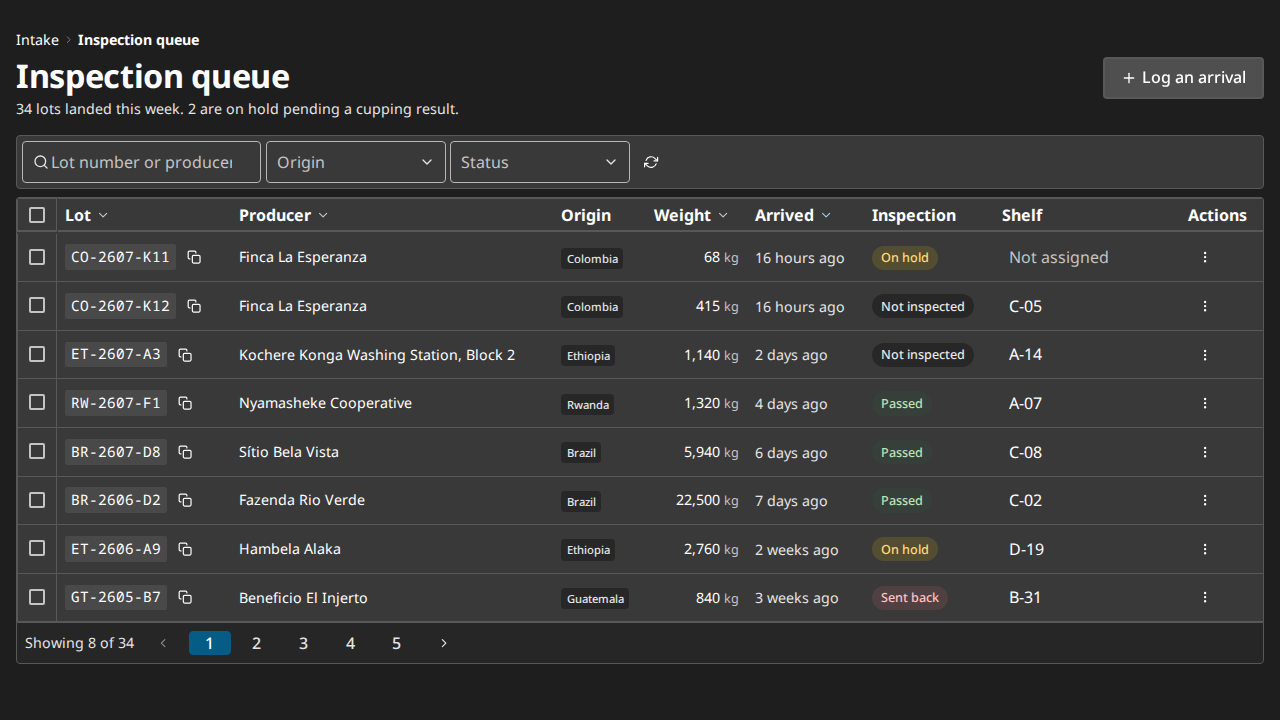 Intake Inspection queue
Inspection queue
+ Log an arrival
34 lots landed this week. 2 are on hold pending a cupping result.
Origin Status
Lot Producer Origin Weight Arrived Inspection Shelf Actions
CO-2607-K11 Finca La Esperanza Colombia 68 kg 16 hours ago On hold Not assigned
CO-2607-K12 Finca La Esperanza Colombia 415 kg 16 hours ago Not inspected C-05
ET-2607-A3 Kochere Konga Washing Station, Block 2 Ethiopia 1,140 kg 2 days ago Not inspected A-14
RW-2607-F1 Nyamasheke Cooperative Rwanda 1,320 kg 4 days ago Passed A-07
BR-2607-D8 Sítio Bela Vista Brazil 5,940 kg 6 days ago Passed C-08
BR-2606-D2 Fazenda Rio Verde Brazil 22,500 kg 7 days ago Passed C-02
ET-2606-A9 Hambela Alaka Ethiopia 2,760 kg 2 weeks ago On hold D-19
GT-2605-B7 Beneficio El Injerto Guatemala 840 kg 3 weeks ago Sent back B-31
Showing 8 of 34 1 2 3 4 5